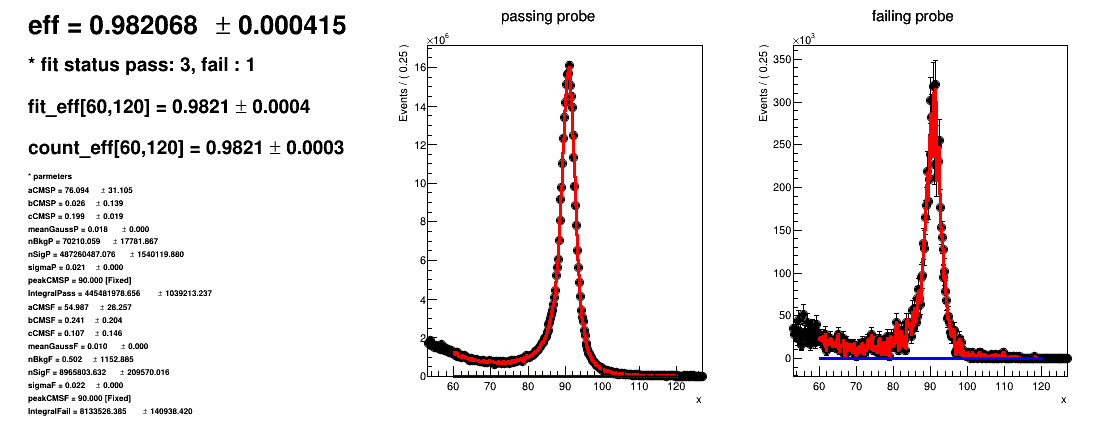 eff = 0.982068 ± 0.000415
* fit status pass: 3, fail : 1
fit_eff[60,120] = 0.9821 ± 0.0004
count_eff[60,120] = 0.9821 ± 0.0003
* parmeters
aCMSP = 76.094 ± 31.105
bCMSP = 0.026 ± 0.139
cCMSP = 0.199 ± 0.019
meanGaussP = 0.018 ± 0.000
nBkgP = 70210.059 ± 17781.867
nSigP = 487260487.076 ± 1540119.880
sigmaP = 0.021 ± 0.000
peakCMSP = 90.000 [Fixed]
IntegralPass = 445481978.656 ± 1039213.237
aCMSF = 54.987 ± 28.257
bCMSF = 0.241 ± 0.204
cCMSF = 0.107 ± 0.146
meanGaussF = 0.010 ± 0.000
nBkgF = 0.502 ± 1152.885
nSigF = 8965803.632 ± 209570.016
sigmaF = 0.022 ± 0.000
peakCMSF = 90.000 [Fixed]
IntegralFail = 8133526.385 ± 140938.420
passing probe
×10⁶
Events / ( 0.25 )
16
14
12
10
8
6
4
2
0
60 70 80 90 100 110 120
x
failing probe
×10³
Events / ( 0.25 )
350
300
250
200
150
100
50
0
60 70 80 90 100 110 120
x